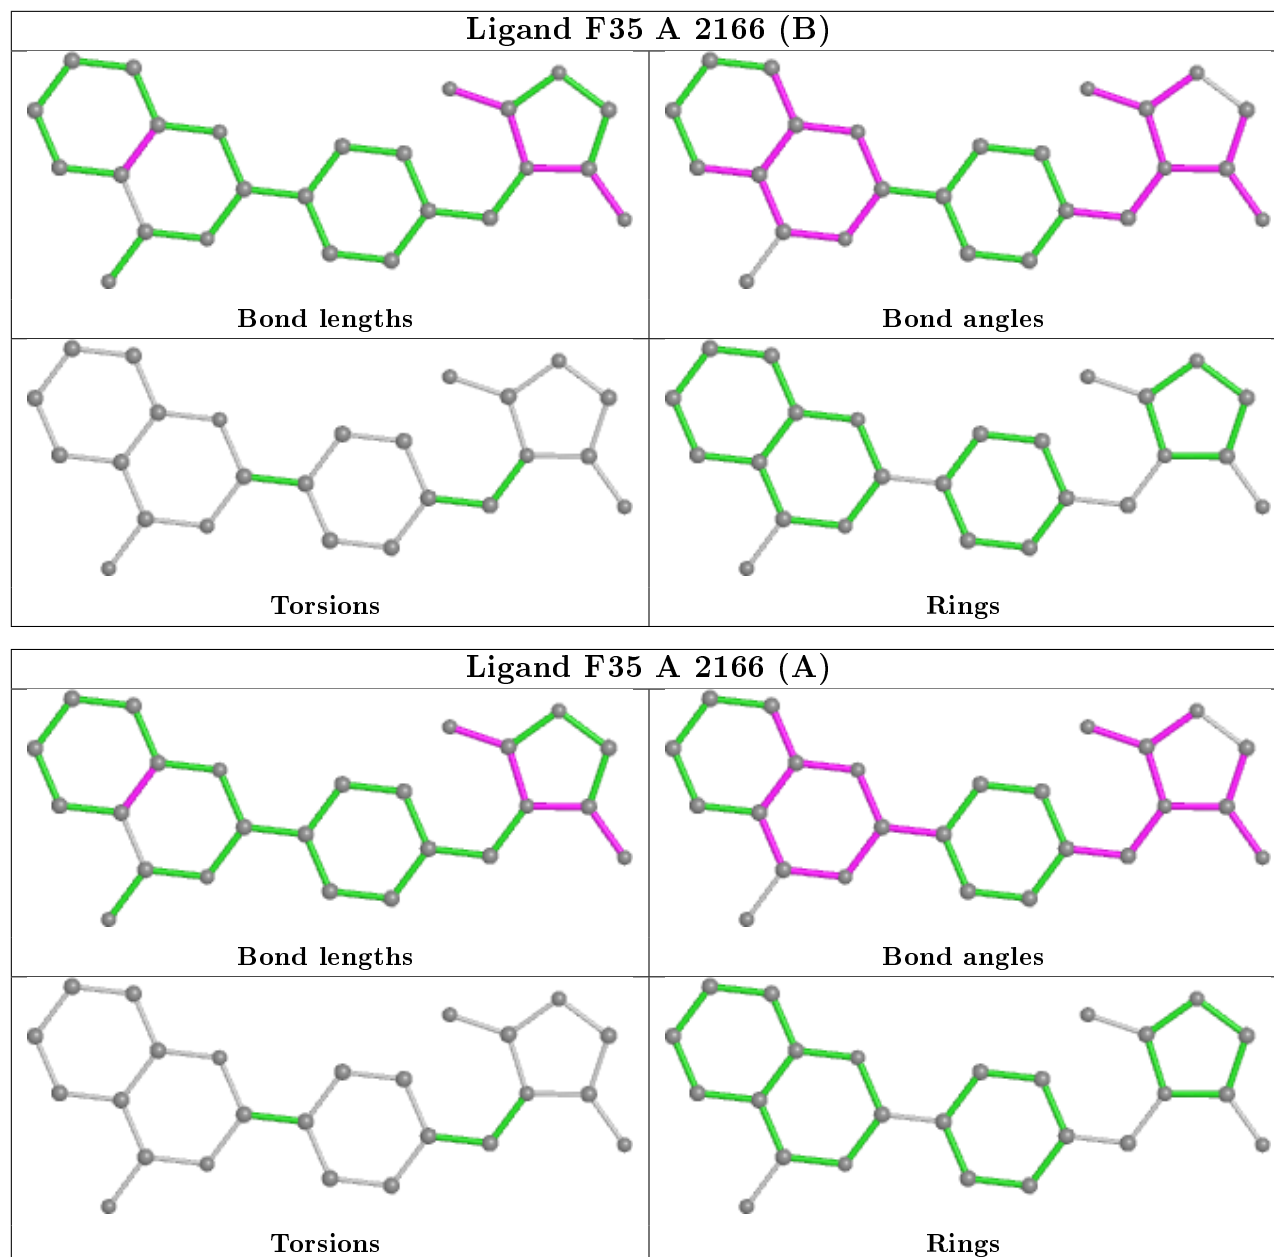 Ligand F35 A 2166 (B)
Bond lengths
Bond angles
Torsions
Rings
Ligand F35 A 2166 (A)
Bond lengths
Bond angles
Torsions
Rings